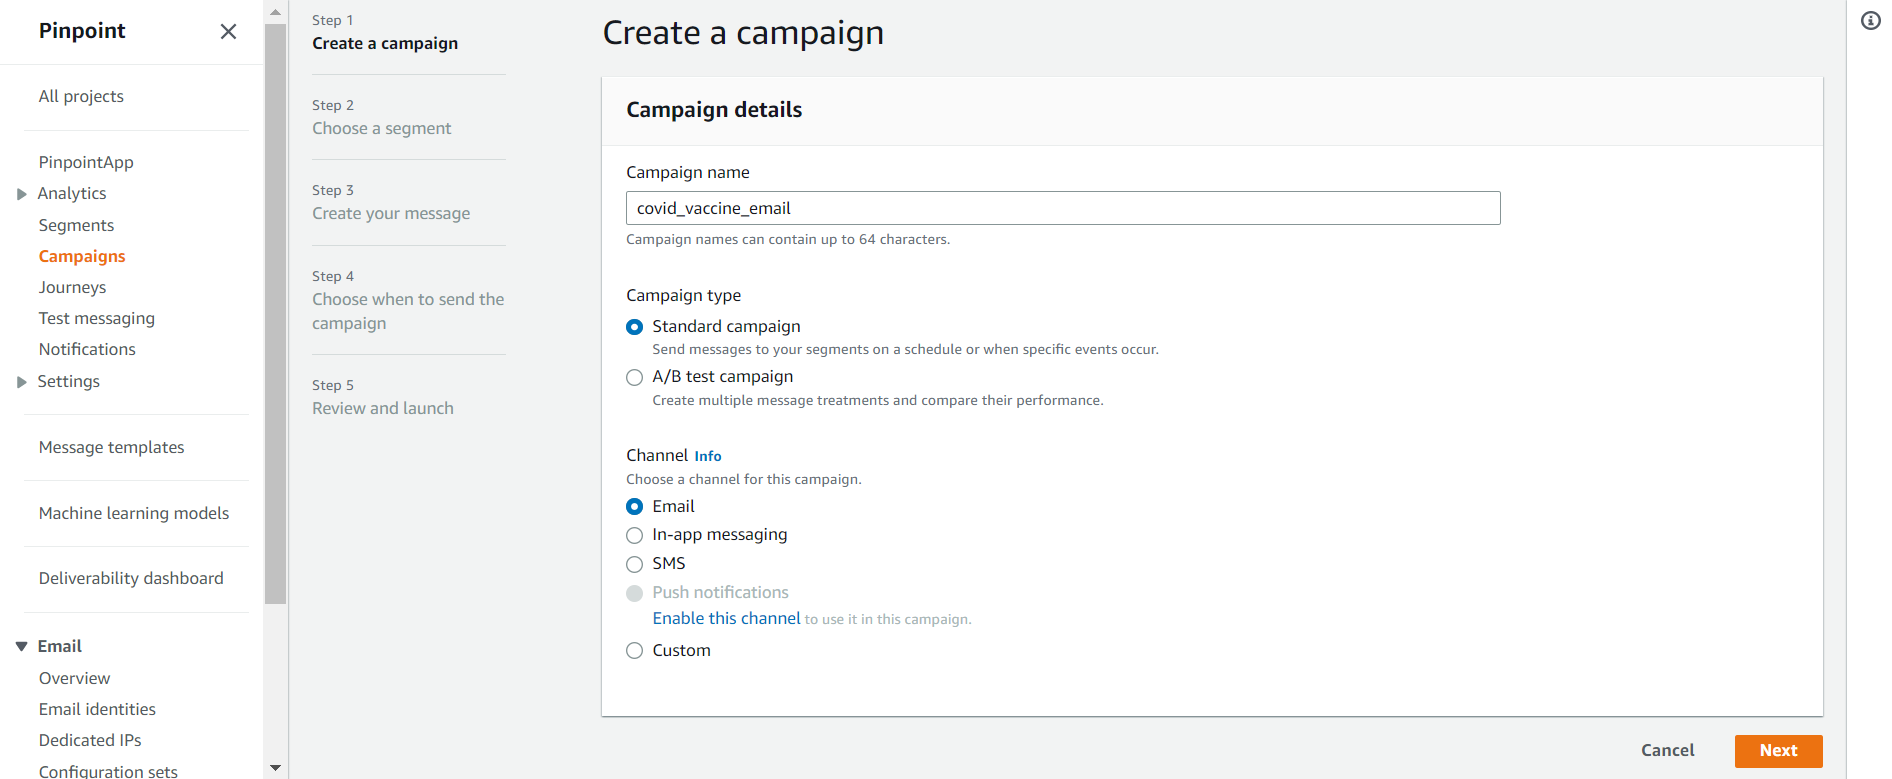 Pinpoint
All projects
PinpointApp
Analytics
Segments
Campaigns
Journeys
Test messaging
Notifications
Settings
Message templates
Machine learning models
Deliverability dashboard
Email
Overview
Email identities
Dedicated IPs
Configuration sets
Step 1
Create a campaign
Step 2
Choose a segment
Step 3
Create your message
Step 4
Choose when to send the
campaign
Step 5
Review and launch
Create a campaign
Campaign details
Campaign name
covid_vaccine_email
Campaign names can contain up to 64 characters.
Campaign type
Standard campaign
Send messages to your segments on a schedule or when specific events occur.
A/B test campaign
Create multiple message treatments and compare their performance.
Channel Info
Choose a channel for this campaign.
Email
In-app messaging
SMS
Push notifications
Enable this channel to use it in this campaign.
Custom
Cancel Next